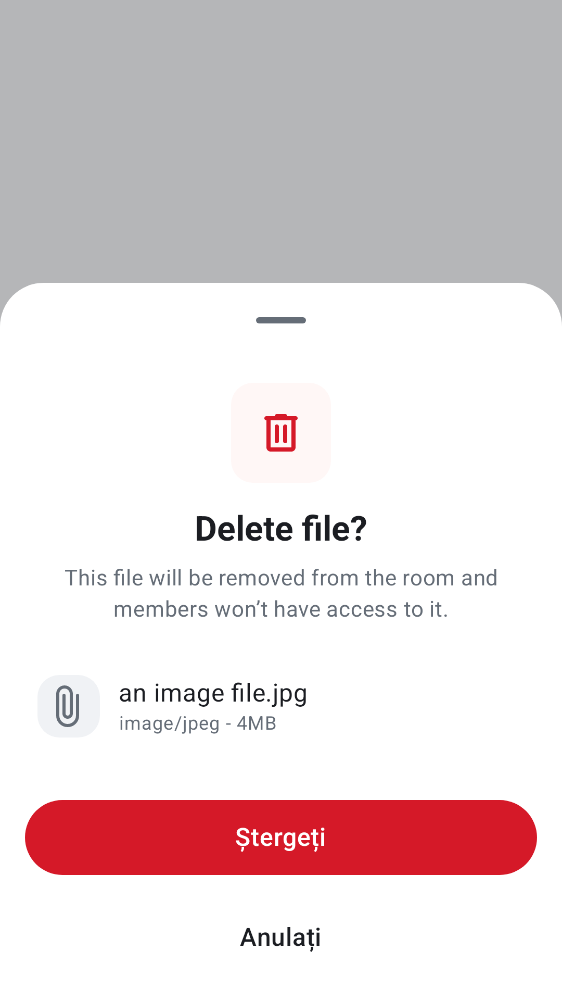 Delete file?
This file will be removed from the room and
members won’t have access to it.
an image file.jpg
image/jpeg - 4MB
Ștergeți
Anulați